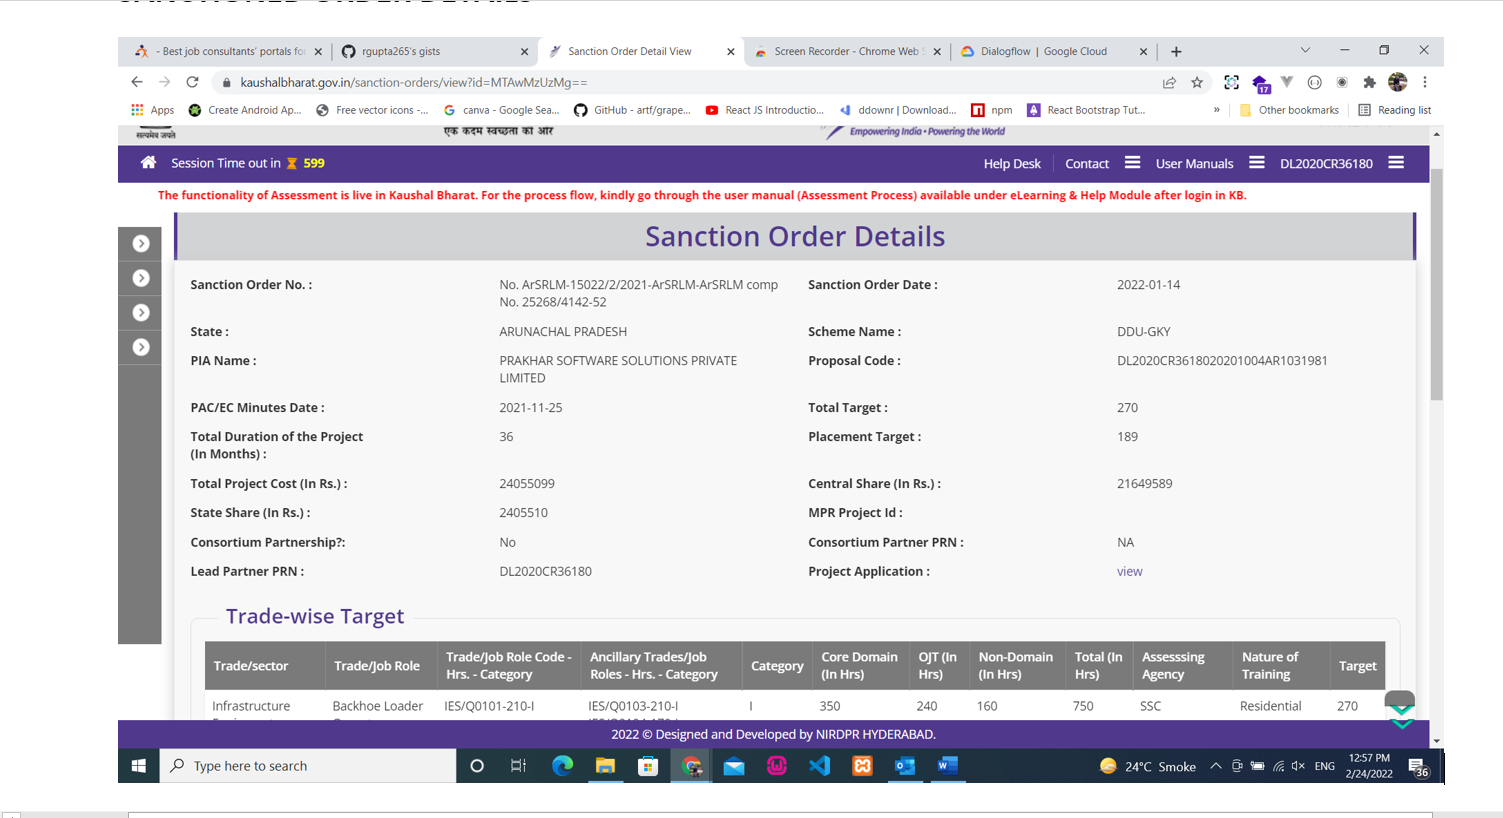 - Best job consultants' portals fo
rgupta265's gists
Sanction Order Detail View
Screen Recorder - Chrome Web S
Dialogflow | Google Cloud
kaushalbharat.gov.in/sanction-orders/view?id=MTAwMzUzMg==
17
Apps
Create Android Ap...
Free vector icons -...
canva - Google Sea...
GitHub - artf/grape...
React JS Introductio...
ddownr | Download...
npm
React Bootstrap Tut...
»
Other bookmarks
Reading list
सत्यमेव जयते
एक कदम स्वच्छता की ओर
Empowering India • Powering the World
Session Time out in 599
Help Desk
Contact
User Manuals
DL2020CR36180
The functionality of Assessment is live in Kaushal Bharat. For the process flow, kindly go through the user manual (Assessment Process) available under eLearning & Help Module after login in KB.
Sanction Order Details
Sanction Order No. :
No. ArSRLM-15022/2/2021-ArSRLM-ArSRLM comp
No. 25268/4142-52
Sanction Order Date :
2022-01-14
State :
ARUNACHAL PRADESH
Scheme Name :
DDU-GKY
PIA Name :
PRAKHAR SOFTWARE SOLUTIONS PRIVATE
LIMITED
Proposal Code :
DL2020CR3618020201004AR1031981
PAC/EC Minutes Date :
2021-11-25
Total Target :
270
Total Duration of the Project
(In Months) :
36
Placement Target :
189
Total Project Cost (In Rs.) :
24055099
Central Share (In Rs.) :
21649589
State Share (In Rs.) :
2405510
MPR Project Id :
Consortium Partnership?:
No
Consortium Partner PRN :
NA
Lead Partner PRN :
DL2020CR36180
Project Application :
view
Trade-wise Target
Trade/sector
Trade/Job Role
Trade/Job Role Code -
Hrs. - Category
Ancillary Trades/Job
Roles - Hrs. - Category
Category
Core Domain
(In Hrs)
OJT (In
Hrs)
Non-Domain
(In Hrs)
Total (In
Hrs)
Assesssing
Agency
Nature of
Training
Target
Infrastructure
Backhoe Loader
IES/Q0101-210-I
IES/Q0103-210-I
I
350
240
160
750
SSC
Residential
270
2022 © Designed and Developed by NIRDPR HYDERABAD.
Type here to search
24°C Smoke
ENG
12:57 PM
2/24/2022
36